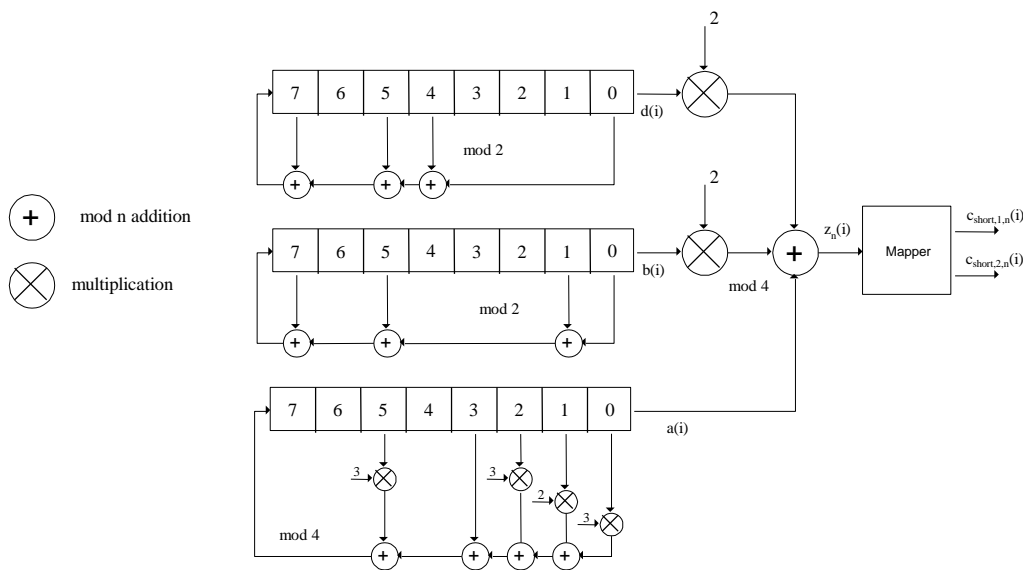 2
7 6 5 4 3 2 1 0
d(i)
mod 2
+ + +
2
+ mod n addition
multiplication
7 6 5 4 3 2 1 0
b(i)
mod 2
+ + +
+
mod 4
z_n(i)
Mapper
c_short,1,n(i)
c_short,2,n(i)
7 6 5 4 3 2 1 0
a(i)
3
3
2
3
mod 4
+ + + +